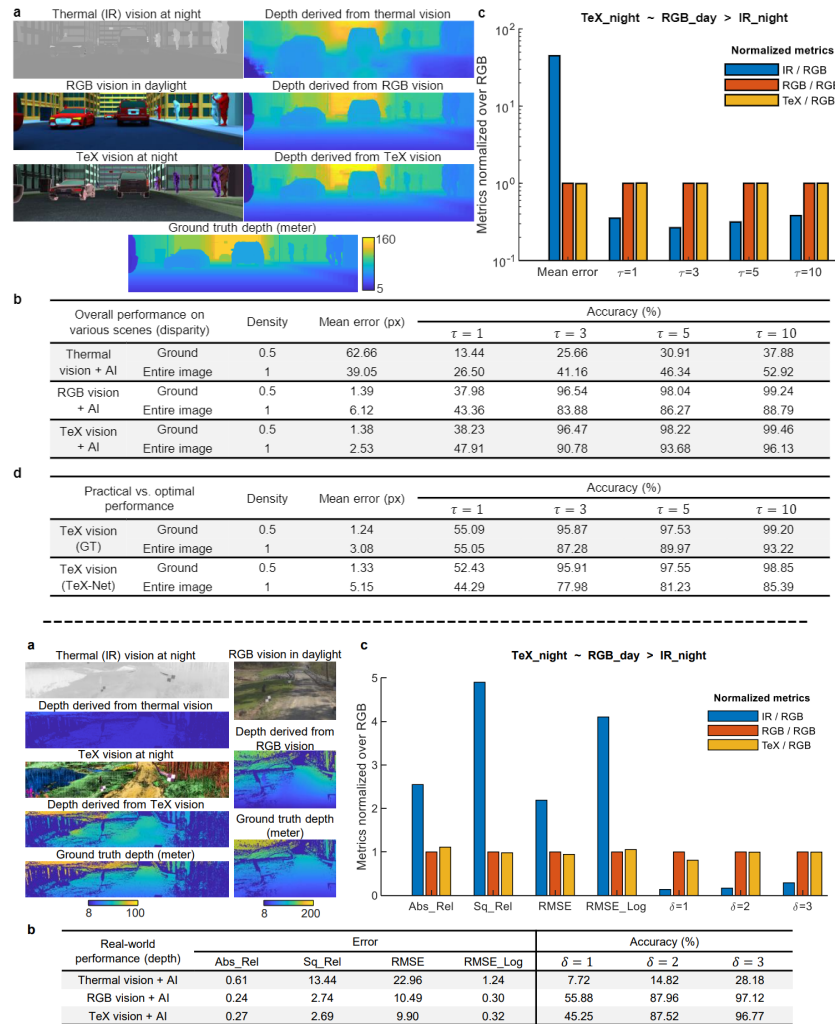 a
Thermal (IR) vision at night
Depth derived from thermal vision
RGB vision in daylight
Depth derived from RGB vision
TeX vision at night
Depth derived from TeX vision
Ground truth depth (meter)
160
5
c
TeX_night ~ RGB_day > IR_night
Metrics normalized over RGB
10^2
10^1
10^0
10^-1
Normalized metrics
IR / RGB
RGB / RGB
TeX / RGB
Mean error τ=1 τ=3 τ=5 τ=10
b
Overall performance on various scenes (disparity) Density Mean error (px) Accuracy (%)
τ = 1 τ = 3 τ = 5 τ = 10
Thermal vision + AI Ground 0.5 62.66 13.44 25.66 30.91 37.88
Entire image 1 39.05 26.50 41.16 46.34 52.92
RGB vision + AI Ground 0.5 1.39 37.98 96.54 98.04 99.24
Entire image 1 6.12 43.36 83.88 86.27 88.79
TeX vision + AI Ground 0.5 1.38 38.23 96.47 98.22 99.46
Entire image 1 2.53 47.91 90.78 93.68 96.13
d
Practical vs. optimal performance Density Mean error (px) Accuracy (%)
τ = 1 τ = 3 τ = 5 τ = 10
TeX vision (GT) Ground 0.5 1.24 55.09 95.87 97.53 99.20
Entire image 1 3.08 55.05 87.28 89.97 93.22
TeX vision (TeX-Net) Ground 0.5 1.33 52.43 95.91 97.55 98.85
Entire image 1 5.15 44.29 77.98 81.23 85.39
a
Thermal (IR) vision at night
Depth derived from thermal vision
TeX vision at night
Depth derived from TeX vision
Ground truth depth (meter)
8 100
RGB vision in daylight
Depth derived from
RGB vision
Ground truth depth
(meter)
8 200
c
TeX_night ~ RGB_day > IR_night
Metrics normalized over RGB
5
4
3
2
1
0
Normalized metrics
IR / RGB
RGB / RGB
TeX / RGB
Abs_Rel Sq_Rel RMSE RMSE_Log δ=1 δ=2 δ=3
b
Real-world performance (depth) Error Accuracy (%)
Abs_Rel Sq_Rel RMSE RMSE_Log δ = 1 δ = 2 δ = 3
Thermal vision + AI 0.61 13.44 22.96 1.24 7.72 14.82 28.18
RGB vision + AI 0.24 2.74 10.49 0.30 55.88 87.96 97.12
TeX vision + AI 0.27 2.69 9.90 0.32 45.25 87.52 96.77